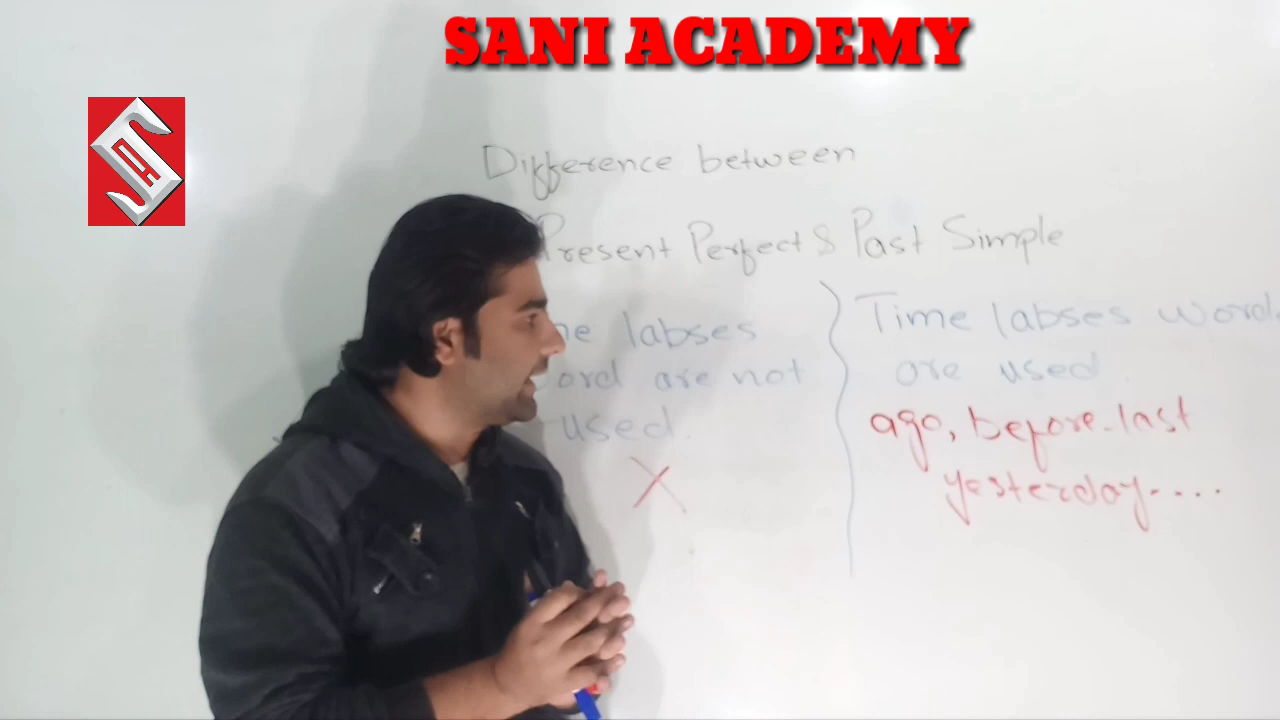 SANI ACADEMY
Difference between
Present Perfect & Past Simple
labses
are not
used.
X
Time labses word
are used.
ago, before. last
yesterday....